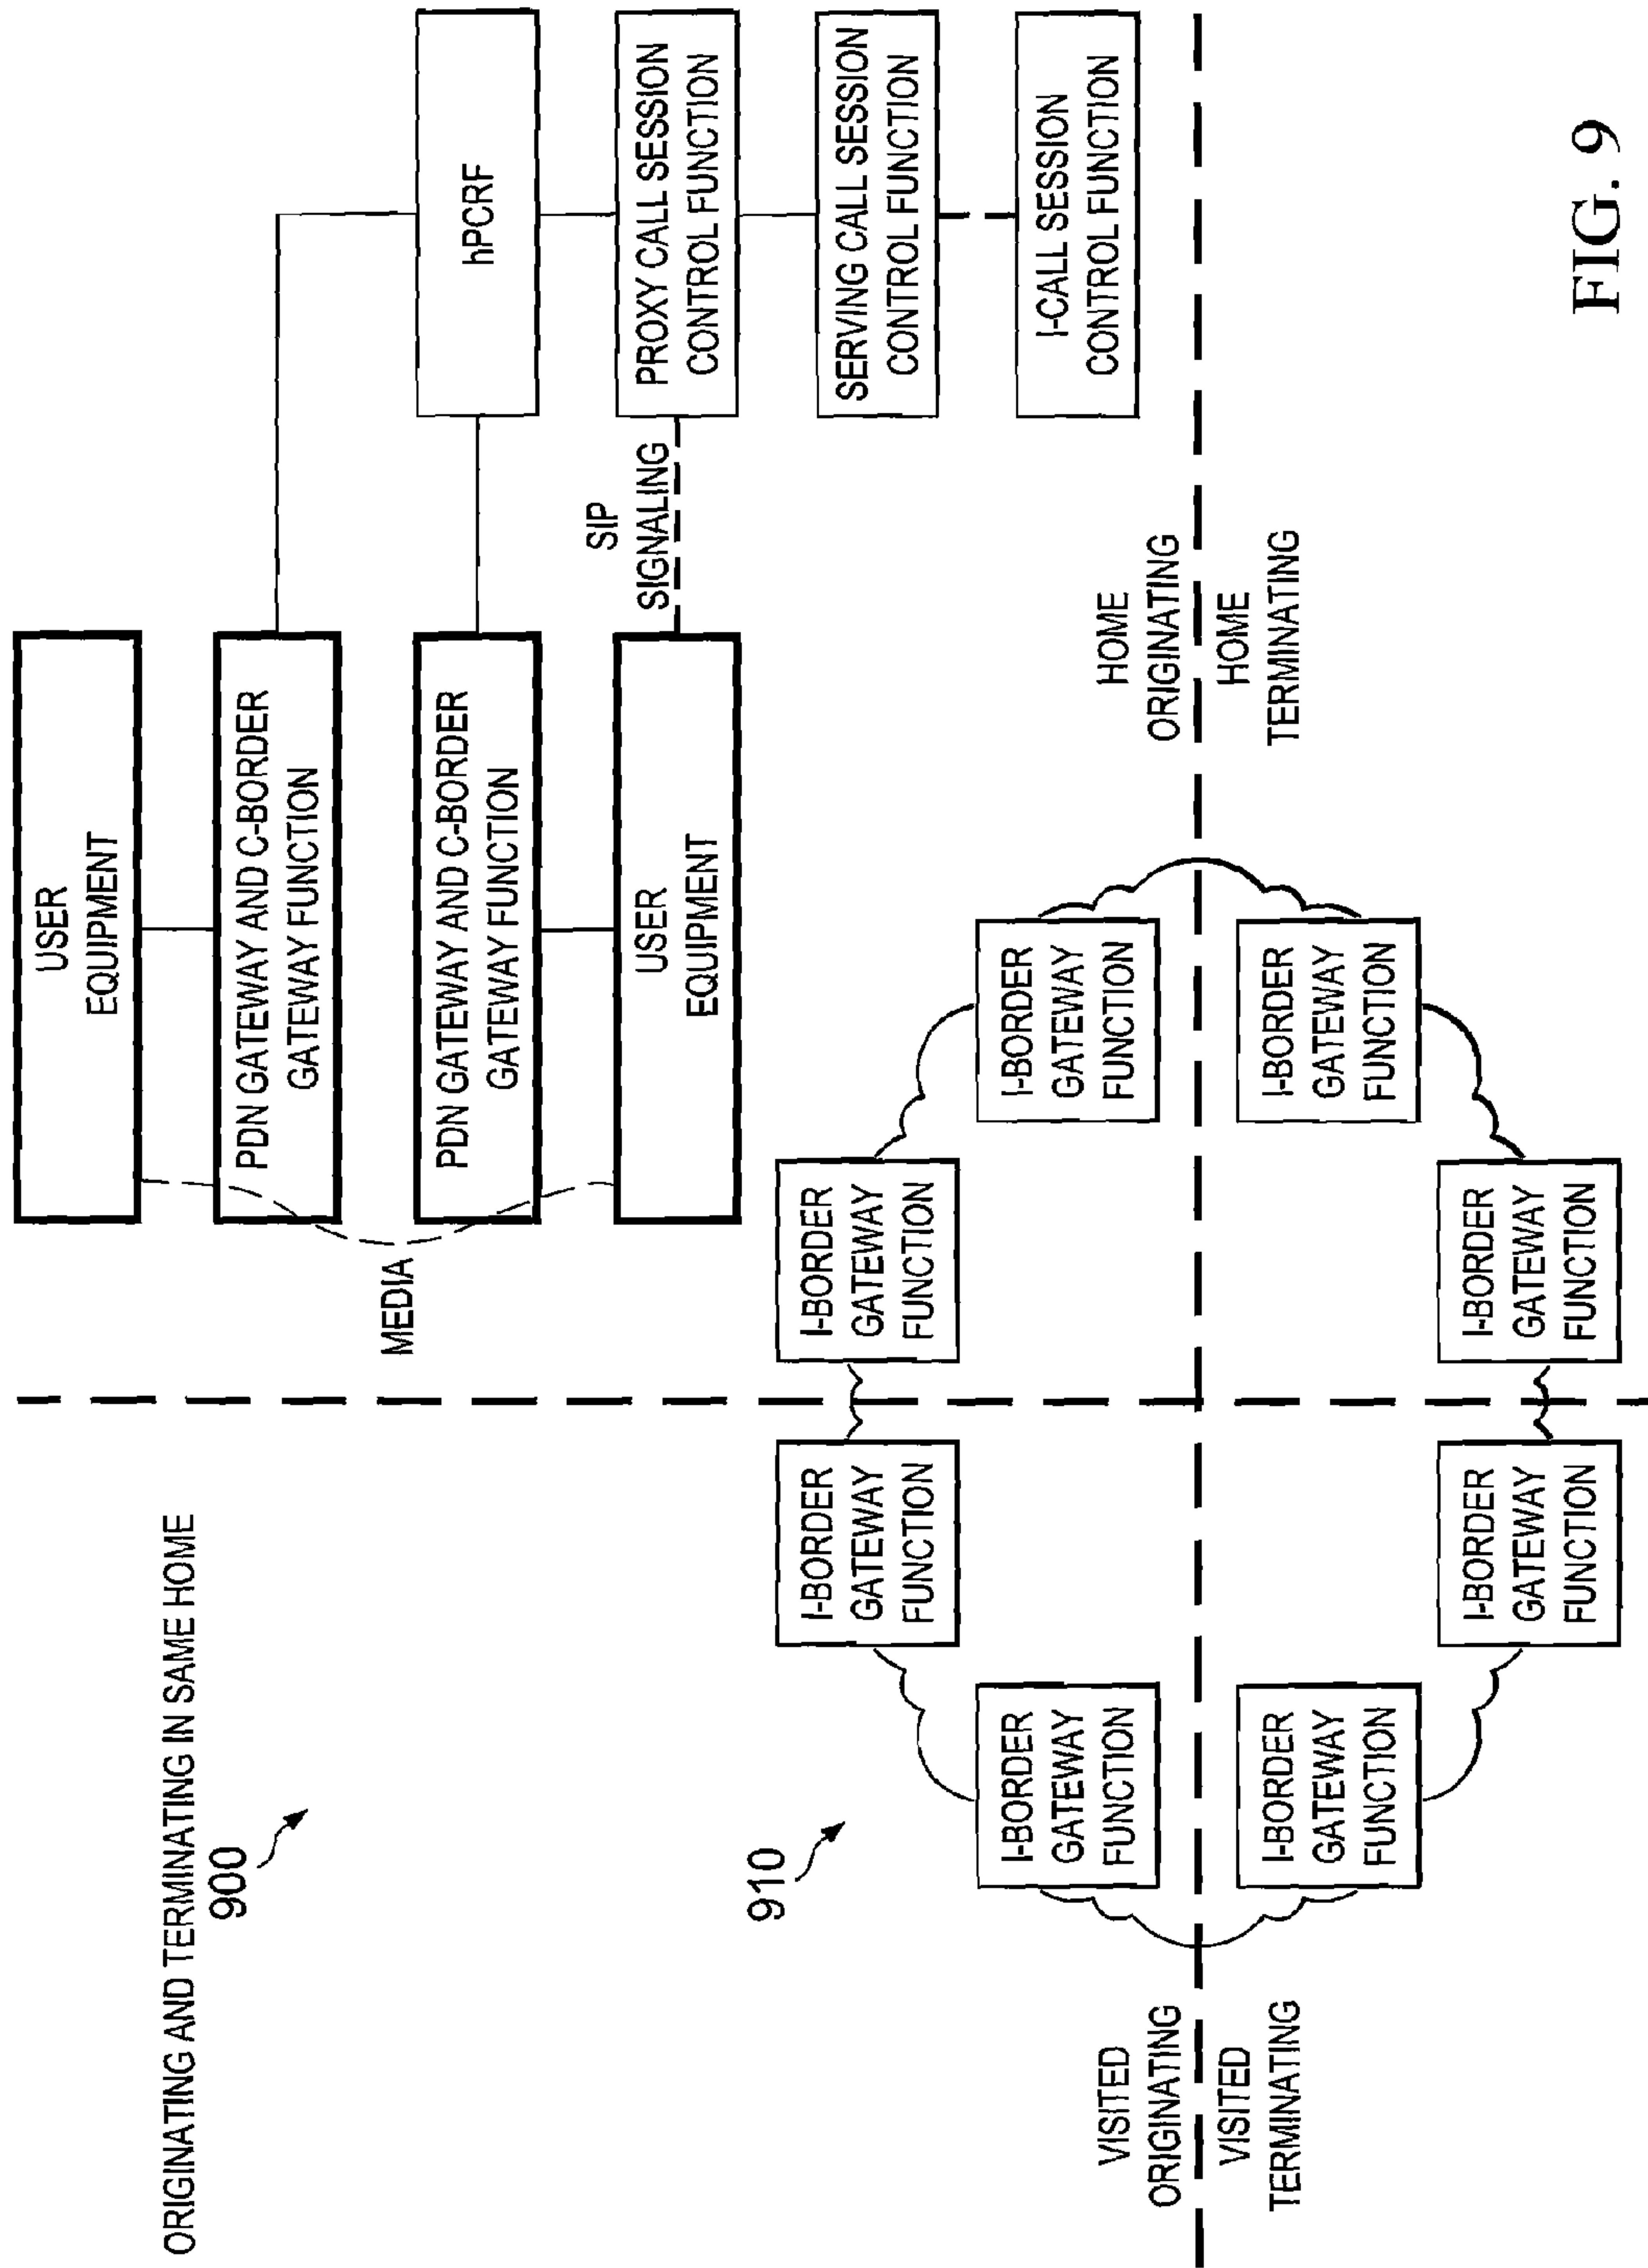 ORIGINATING AND TERMINATING IN SAME HOME
900
USER
EQUIPMENT
PDN GATEWAY AND C-BORDER
GATEWAY FUNCTION
MEDIA
PDN GATEWAY AND C-BORDER
GATEWAY FUNCTION
hPCRF
USER
EQUIPMENT
SIP
SIGNALING
PROXY CALL SESSION
CONTROL FUNCTION
SERVING CALL SESSION
CONTROL FUNCTION
I-CALL SESSION
CONTROL FUNCTION
910
I-BORDER
GATEWAY
FUNCTION
I-BORDER
GATEWAY
FUNCTION
I-BORDER
GATEWAY
FUNCTION
I-BORDER
GATEWAY
FUNCTION
VISITED
ORIGINATING
HOME
ORIGINATING
VISITED
TERMINATING
HOME
TERMINATING
I-BORDER
GATEWAY
FUNCTION
I-BORDER
GATEWAY
FUNCTION
I-BORDER
GATEWAY
FUNCTION
I-BORDER
GATEWAY
FUNCTION
FIG. 9